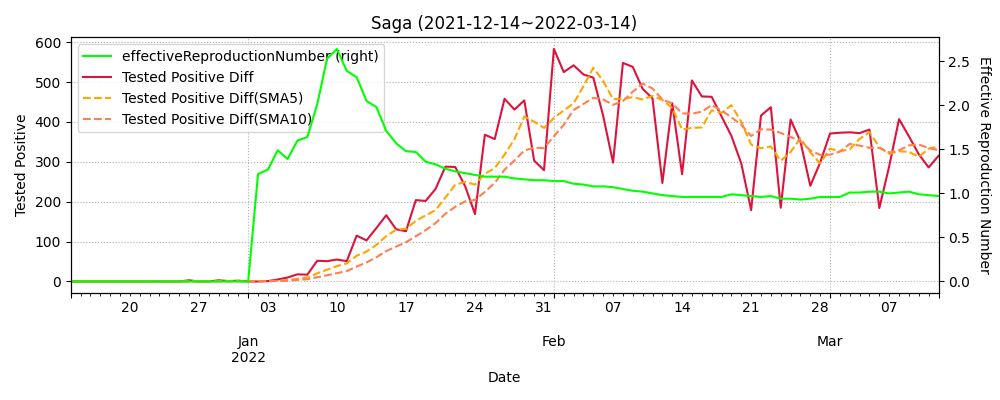 Saga (2021-12-14~2022-03-14)
effectiveReproductionNumber (right)
Tested Positive Diff
Tested Positive Diff(SMA5)
Tested Positive Diff(SMA10)
Tested Positive
600
500
400
300
200
100
0
2.5
2.0
1.5
1.0
0.5
0.0
Effective Reproduction Number
20 27 03 10 17 24 31 07 14 21 28 07
Jan Feb Mar
2022
Date